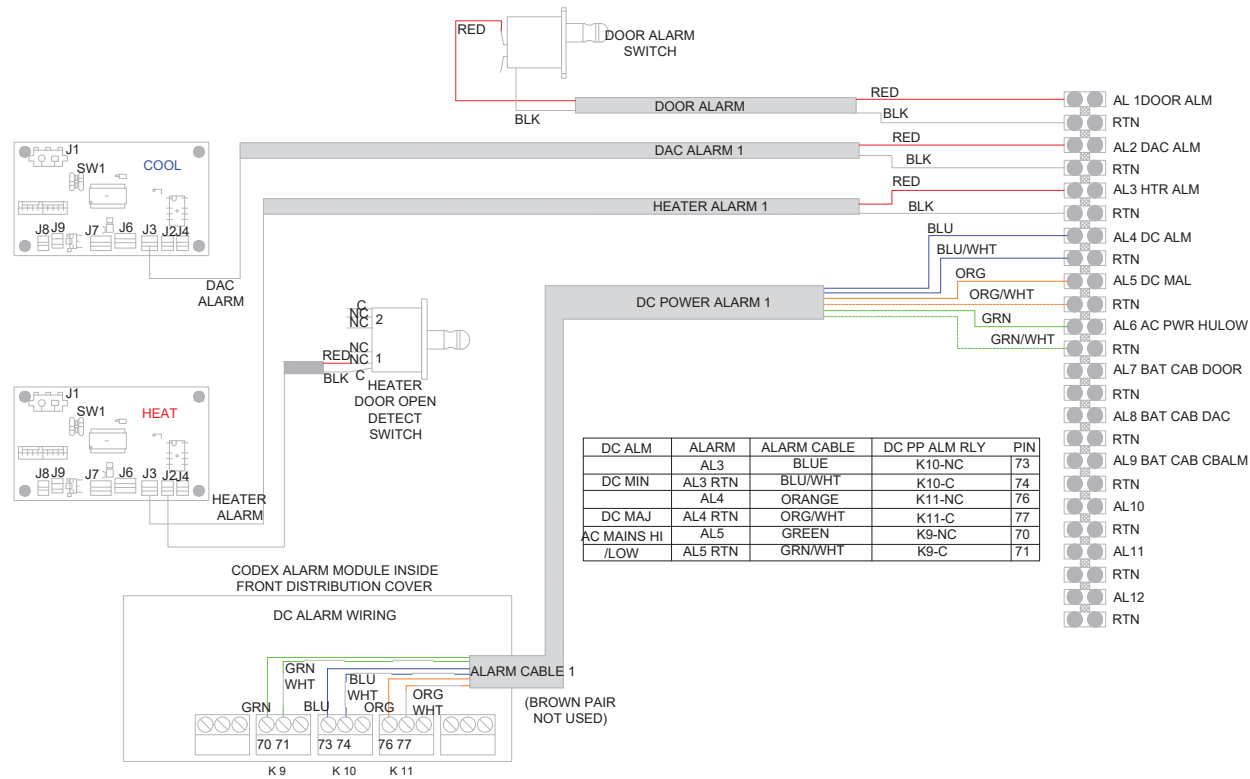 RED
DOOR ALARM
SWITCH
BLK
DOOR ALARM
RED
BLK
AL 1DOOR ALM
RTN
J1
SW1
COOL
J8
J9
J7
J6
J3
J2
J4
DAC
ALARM
DAC ALARM 1
RED
BLK
AL2 DAC ALM
RTN
HEATER ALARM 1
RED
BLK
AL3 HTR ALM
RTN
BLU
AL4 DC ALM
BLU/WHT
RTN
ORG
AL5 DC MAL
ORG/WHT
RTN
GRN
AL6 AC PWR HULOW
GRN/WHT
RTN
DC POWER ALARM 1
AL7 BAT CAB DOOR
RTN
AL8 BAT CAB DAC
RTN
AL9 BAT CAB CBALM
RTN
AL10
RTN
AL11
RTN
AL12
RTN
C
NC
NC
2
NC
RED
NC
1
BLK
C
HEATER
DOOR OPEN
DETECT
SWITCH
J1
SW1
HEAT
J8
J9
J7
J6
J3
J2
J4
HEATER
ALARM
DC ALM ALARM ALARM CABLE DC PP ALM RLY PIN
AL3 BLUE K10-NC 73
DC MIN AL3 RTN BLU/WHT K10-C 74
AL4 ORANGE K11-NC 76
DC MAJ AL4 RTN ORG/WHT K11-C 77
AC MAINS HI AL5 GREEN K9-NC 70
/LOW AL5 RTN GRN/WHT K9-C 71
CODEX ALARM MODULE INSIDE
FRONT DISTRIBUTION COVER
DC ALARM WIRING
ALARM CABLE 1
(BROWN PAIR
NOT USED)
GRN
WHT
BLU
WHT
ORG
WHT
GRN
BLU
ORG
70 71
73 74
76 77
K 9
K 10
K 11